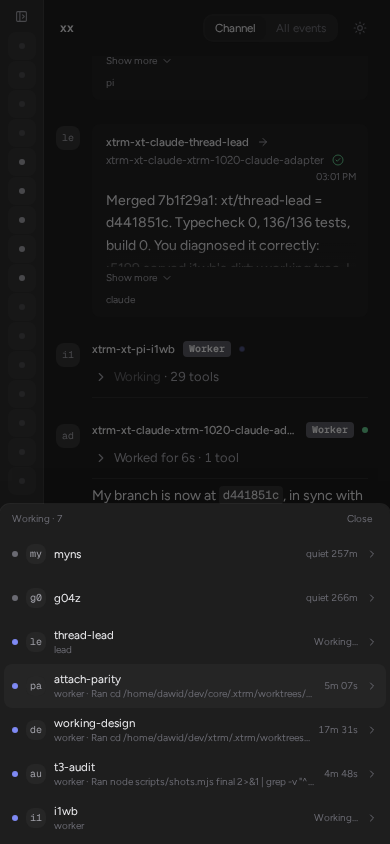 xx
Channel
All events
Show more
pi
le
xtrm-xt-claude-thread-lead →
xtrm-xt-claude-xtrm-1020-claude-adapter
03:01 PM
Merged 7b1f29a1: xt/thread-lead =
d441851c. Typecheck 0, 136/136 tests,
build 0. You diagnosed it correctly:
Show more
claude
i1
xtrm-xt-pi-i1wb Worker
Working · 29 tools
ad
xtrm-xt-claude-xtrm-1020-claude-ad... Worker
Worked for 6s · 1 tool
My branch is now at d441851c, in sync with
Working · 7
Close
my
myns
quiet 257m
g0
g04z
quiet 266m
le
thread-lead
lead
Working...
pa
attach-parity
worker · Ran cd /home/dawid/dev/core/.xtrm/worktrees/...
5m 07s
de
working-design
worker · Ran cd /home/dawid/dev/xtrm/.xtrm/worktrees...
17m 31s
au
t3-audit
worker · Ran node scripts/shots.mjs final 2>&1 | grep -v "^...
4m 48s
i1
i1wb
worker
Working...